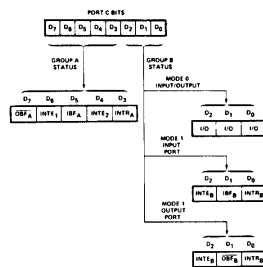 PORT C BITS
D7 D6 D5 D4 D3 D2 D1 D0
GROUP A
STATUS
GROUP B
STATUS
D7 D6 D5 D4 D3
OBFA INTE1 IBFA INTE2 INTRA
MODE 0
INPUT/OUTPUT
D2 D1 D0
I/O I/O I/O
MODE 1
INPUT
PORT
D2 D1 D0
INTEB IBFB INTRB
MODE 1
OUTPUT
PORT
D2 D1 D0
INTEB OBFB INTRB